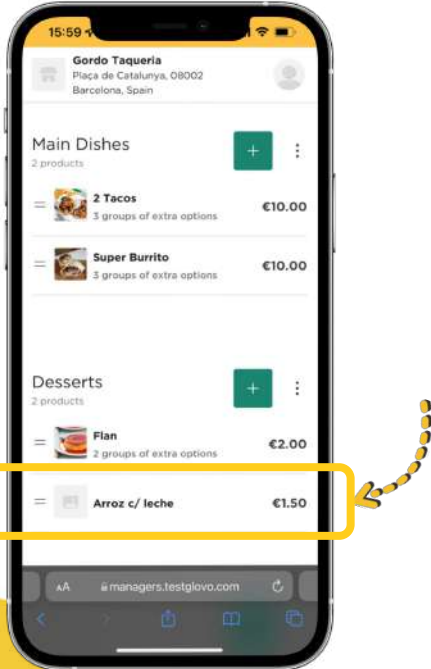 15:59
Gordo Taqueria
Plaça de Catalunya, 08002
Barcelona, Spain
Main Dishes
2 products
+
2 Tacos
3 groups of extra options
€10.00
Super Burrito
3 groups of extra options
€10.00
Desserts
2 products
+
Flan
2 groups of extra options
€2.00
Arroz c/ leche
€1.50
AA managers.testglovo.com